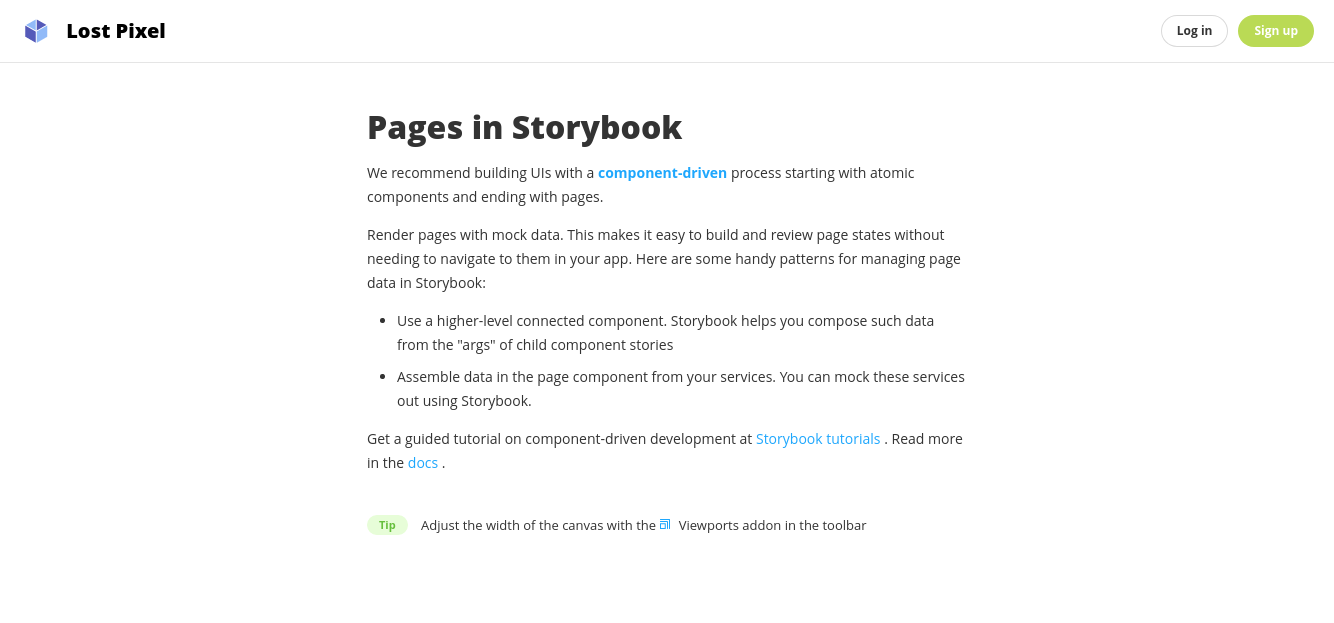 Lost Pixel
Log in
Sign up
Pages in Storybook
We recommend building UIs with a component-driven process starting with atomic
components and ending with pages.
Render pages with mock data. This makes it easy to build and review page states without
needing to navigate to them in your app. Here are some handy patterns for managing page
data in Storybook:
Use a higher-level connected component. Storybook helps you compose such data
from the "args" of child component stories
Assemble data in the page component from your services. You can mock these services
out using Storybook.
Get a guided tutorial on component-driven development at Storybook tutorials . Read more
in the docs .
Tip Adjust the width of the canvas with the Viewports addon in the toolbar